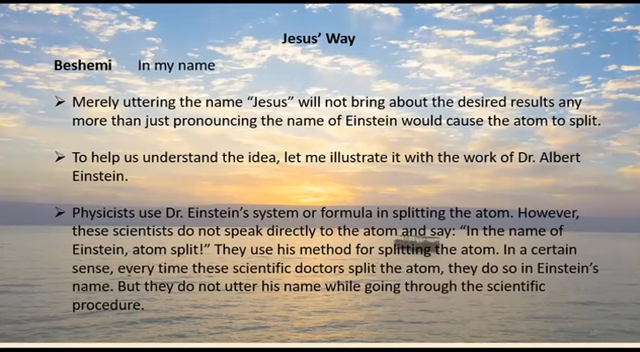 Jesus' Way
Beshemi In my name
➢ Merely uttering the name "Jesus" will not bring about the desired results any
more than just pronouncing the name of Einstein would cause the atom to split.
➢ To help us understand the idea, let me illustrate it with the work of Dr. Albert
Einstein.
➢ Physicists use Dr. Einstein's system or formula in splitting the atom. However,
these scientists do not speak directly to the atom and say: "In the name of
Einstein, atom split!" They use his method for splitting the atom. In a certain
sense, every time these scientific doctors split the atom, they do so in Einstein's
name. But they do not utter his name while going through the scientific
procedure.